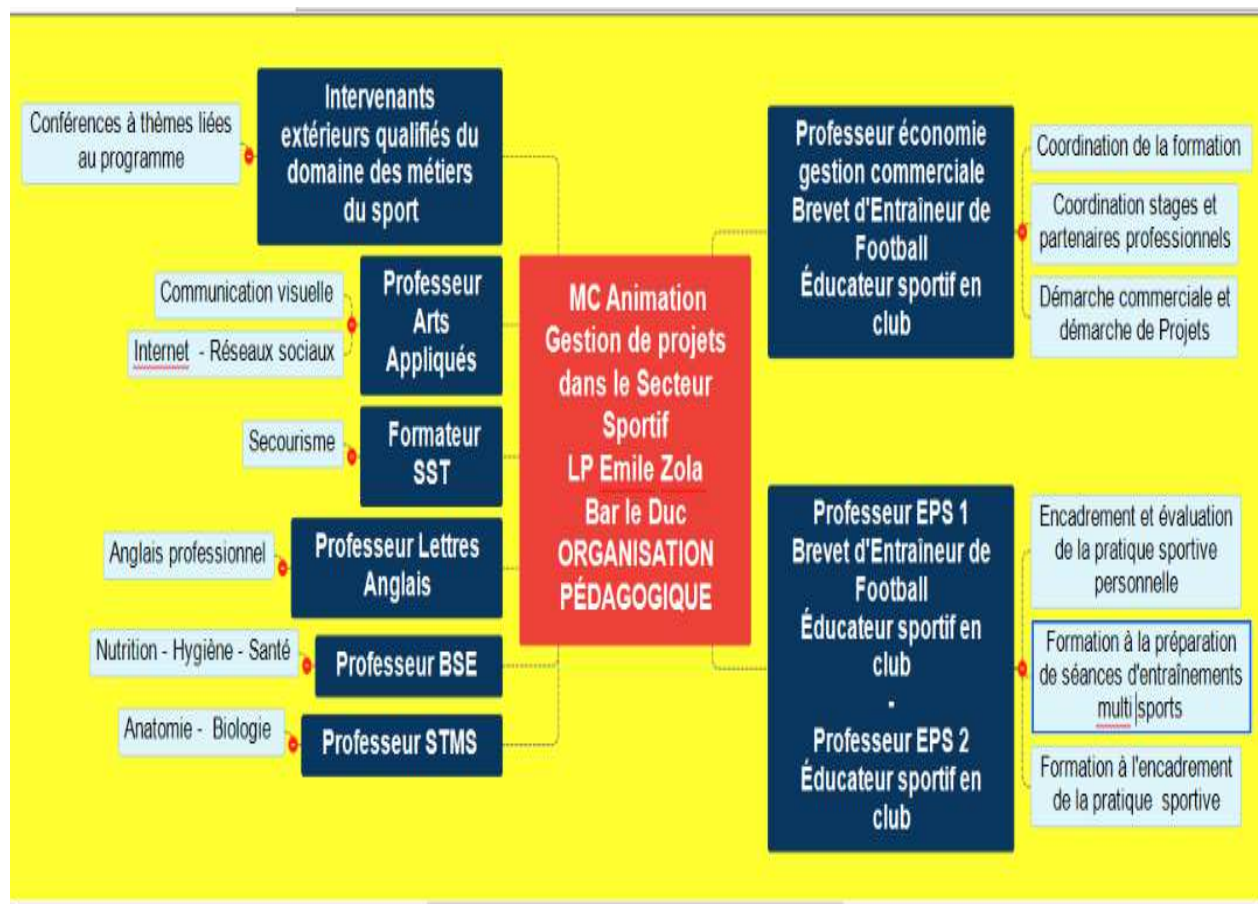 Conférences à thèmes liées
au programme
Intervenants
extérieurs qualifiés du
domaine des métiers
du sport
Communication visuelle
Internet - Réseaux sociaux
Professeur
Arts
Appliqués
Secourisme
Formateur
SST
Anglais professionnel
Professeur Lettres
Anglais
Nutrition - Hygiène - Santé
Professeur BSE
Anatomie - Biologie
Professeur STMS
MC Animation
Gestion de projets
dans le Secteur
Sportif
LP Emile Zola
Bar le Duc
ORGANISATION
PÉDAGOGIQUE
Professeur économie
gestion commerciale
Brevet d'Entraîneur de
Football
Éducateur sportif en
club
Coordination de la formation
Coordination stages et
partenaires professionnels
Démarche commerciale et
démarche de Projets
Professeur EPS 1
Brevet d'Entraîneur de
Football
Éducateur sportif en
club
-
Professeur EPS 2
Éducateur sportif en
club
Encadrement et évaluation
de la pratique sportive
personnelle
Formation à la préparation
de séances d'entraînements
multi sports
Formation à l'encadrement
de la pratique sportive